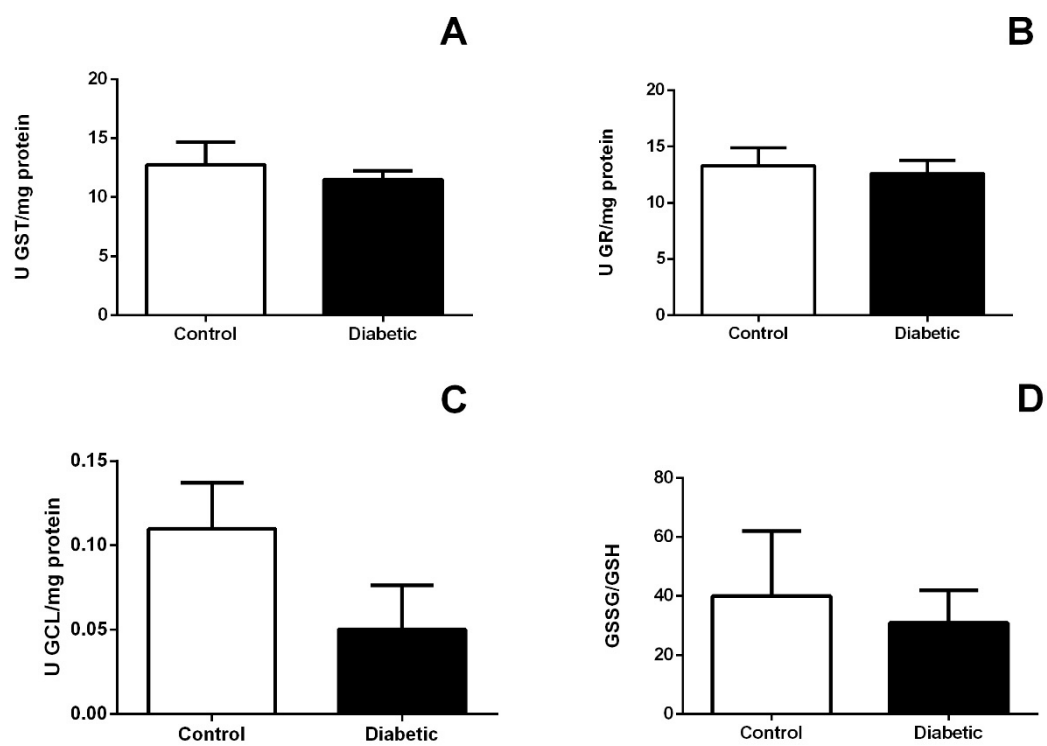 A
U GST/mg protein
20
15
10
5
0
Control Diabetic
B
U GR/mg protein
20
15
10
5
0
Control Diabetic
C
U GCL/mg protein
0.15
0.10
0.05
0.00
Control Diabetic
D
GSSG/GSH
80
60
40
20
0
Control Diabetic